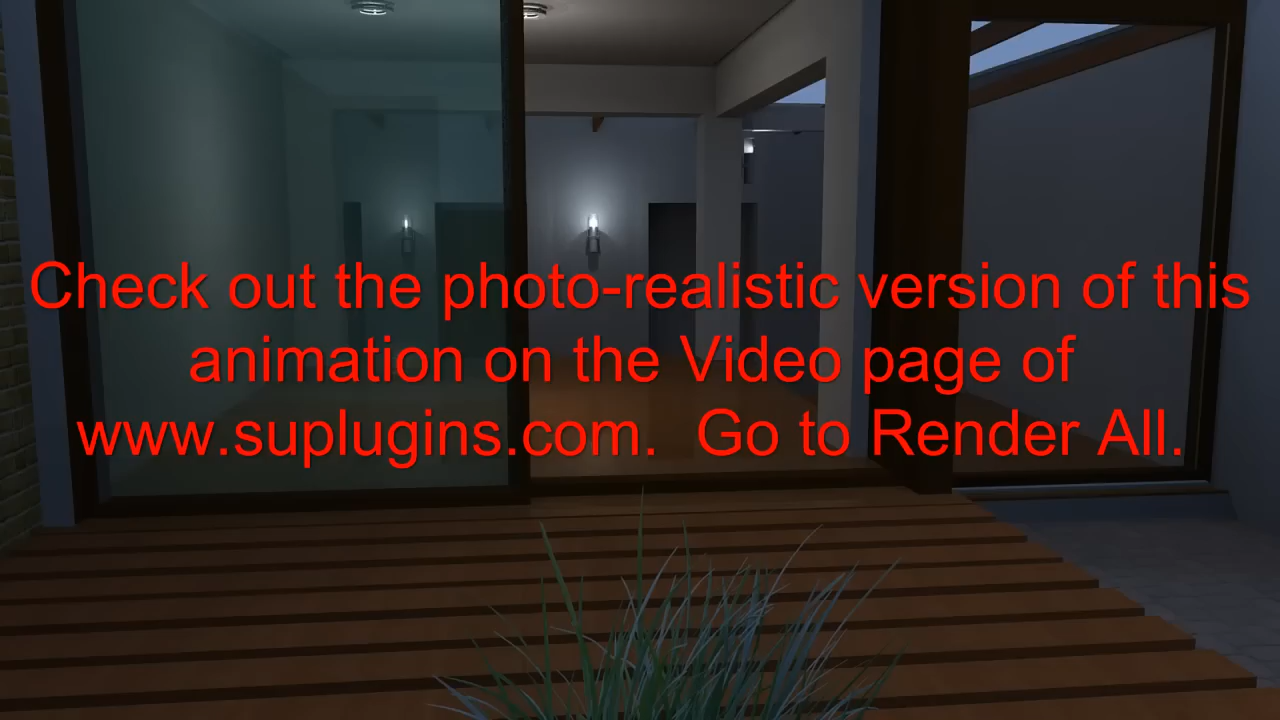 Check out the photo-realistic version of this
animation on the Video page of
www.suplugins.com.  Go to Render All.